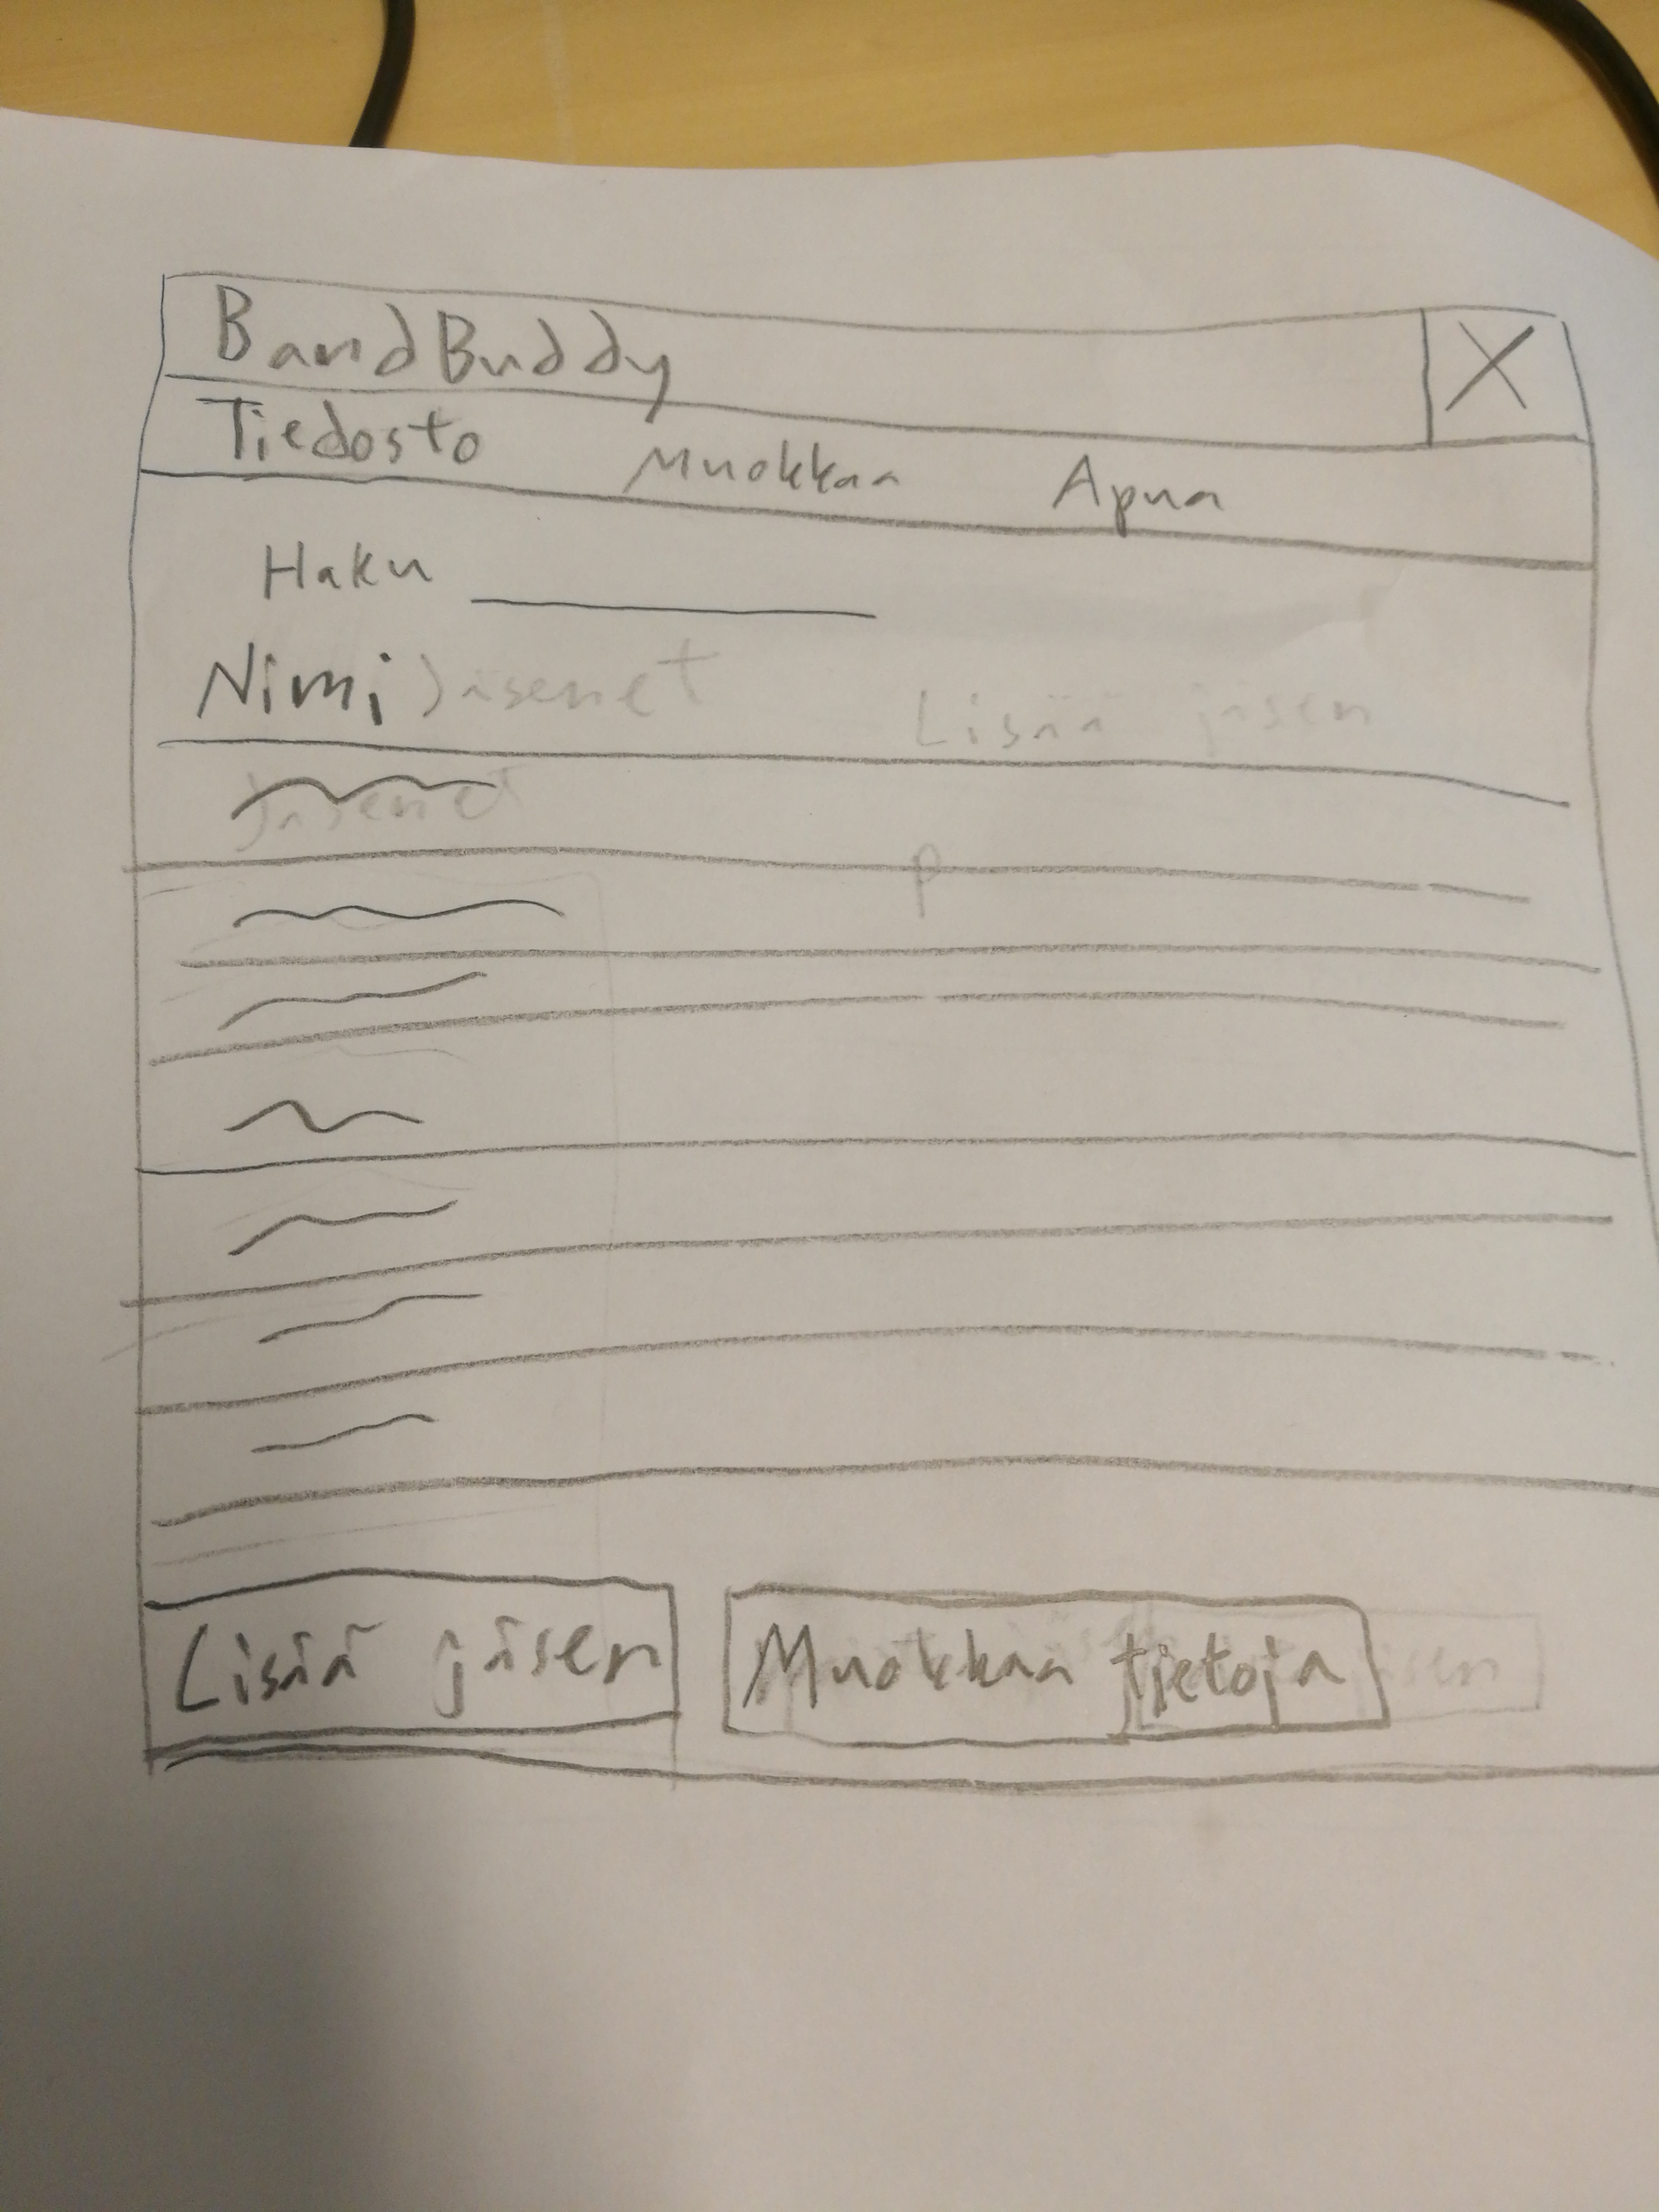 BandBuddy X
Tiedosto Muokkaa Apua
Haku
Nimi Jäsenet Lisää jäsen
Jäsenet
p
Lisää jäsen Muokkaa tietoja